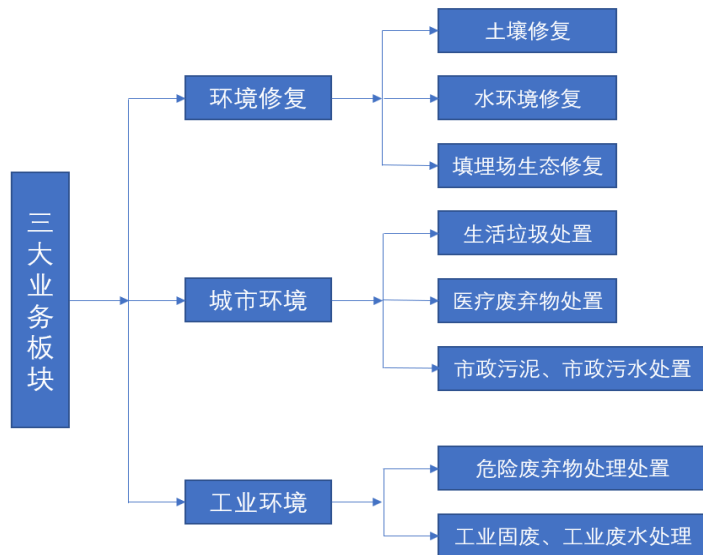 三大业务板块
环境修复
土壤修复
水环境修复
填埋场生态修复
城市环境
生活垃圾处置
医疗废弃物处置
市政污泥、市政污水处置
工业环境
危险废弃物处理处置
工业固废、工业废水处理